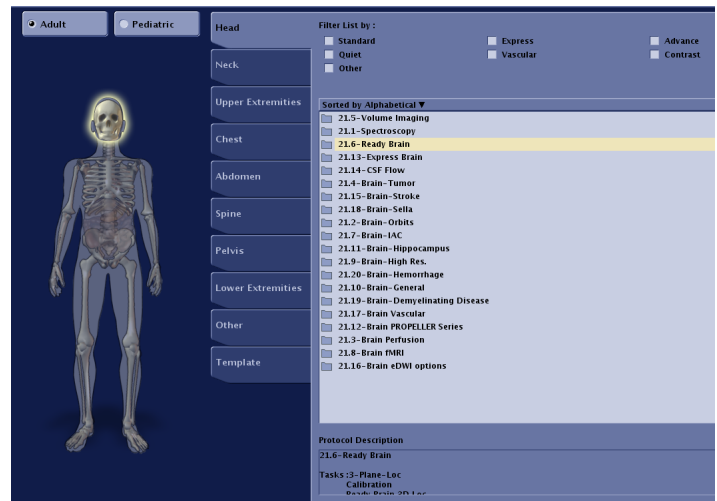 Adult
Pediatric
Head
Neck
Upper Extremities
Chest
Abdomen
Spine
Pelvis
Lower Extremities
Other
Template
Filter List by :
Standard Express Advance
Quiet Vascular Contrast
Other
Sorted by Alphabetical ▼
21.5-Volume Imaging
21.1-Spectroscopy
21.6-Ready Brain
21.13-Express Brain
21.14-CSF Flow
21.4-Brain-Tumor
21.15-Brain-Stroke
21.18-Brain-Sella
21.2-Brain-Orbits
21.7-Brain-IAC
21.11-Brain-Hippocampus
21.9-Brain-High Res.
21.20-Brain-Hemorrhage
21.10-Brain-General
21.19-Brain-Demyelinating Disease
21.17-Brain Vascular
21.12-Brain PROPELLER Series
21.3-Brain Perfusion
21.8-Brain fMRI
21.16-Brain eDWI options
Protocol Description
21.6-Ready Brain
Tasks :3-Plane-Loc
Calibration
Ready Brain 3D Loc